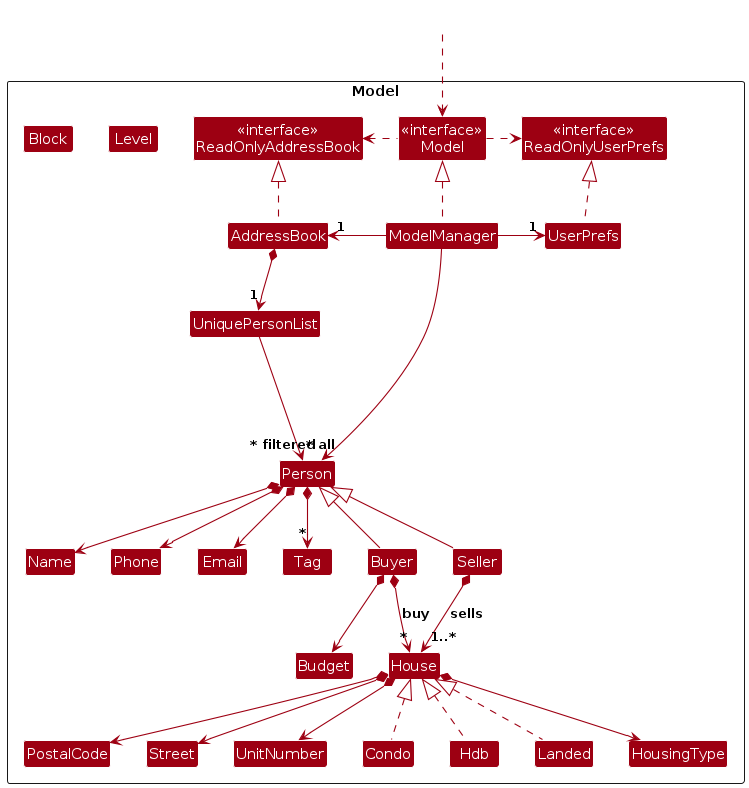 Model
Block
Level
«interface»
ReadOnlyAddressBook
«interface»
Model
«interface»
ReadOnlyUserPrefs
AddressBook
1
ModelManager
1
UserPrefs
1
UniquePersonList
* filtered
* all
Person
*
Name
Phone
Email
Tag
Buyer
Seller
buy
sells
*
1..*
Budget
House
PostalCode
Street
UnitNumber
Condo
Hdb
Landed
HousingType